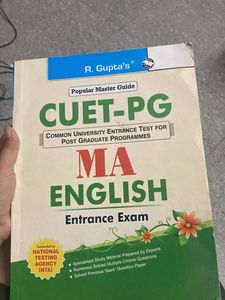 R. Gupta's®
Popular Master Guide
CUET-PG
COMMON UNIVERSITY ENTRANCE TEST FOR
POST GRADUATE PROGRAMMES
MA
ENGLISH
Entrance Exam
Conducted by
NATIONAL
TESTING
AGENCY
(NTA)
Specialised Study Material Prepared by Experts
Numerous Solved Multiple Choice Questions
Solved Previous Years' Question Paper